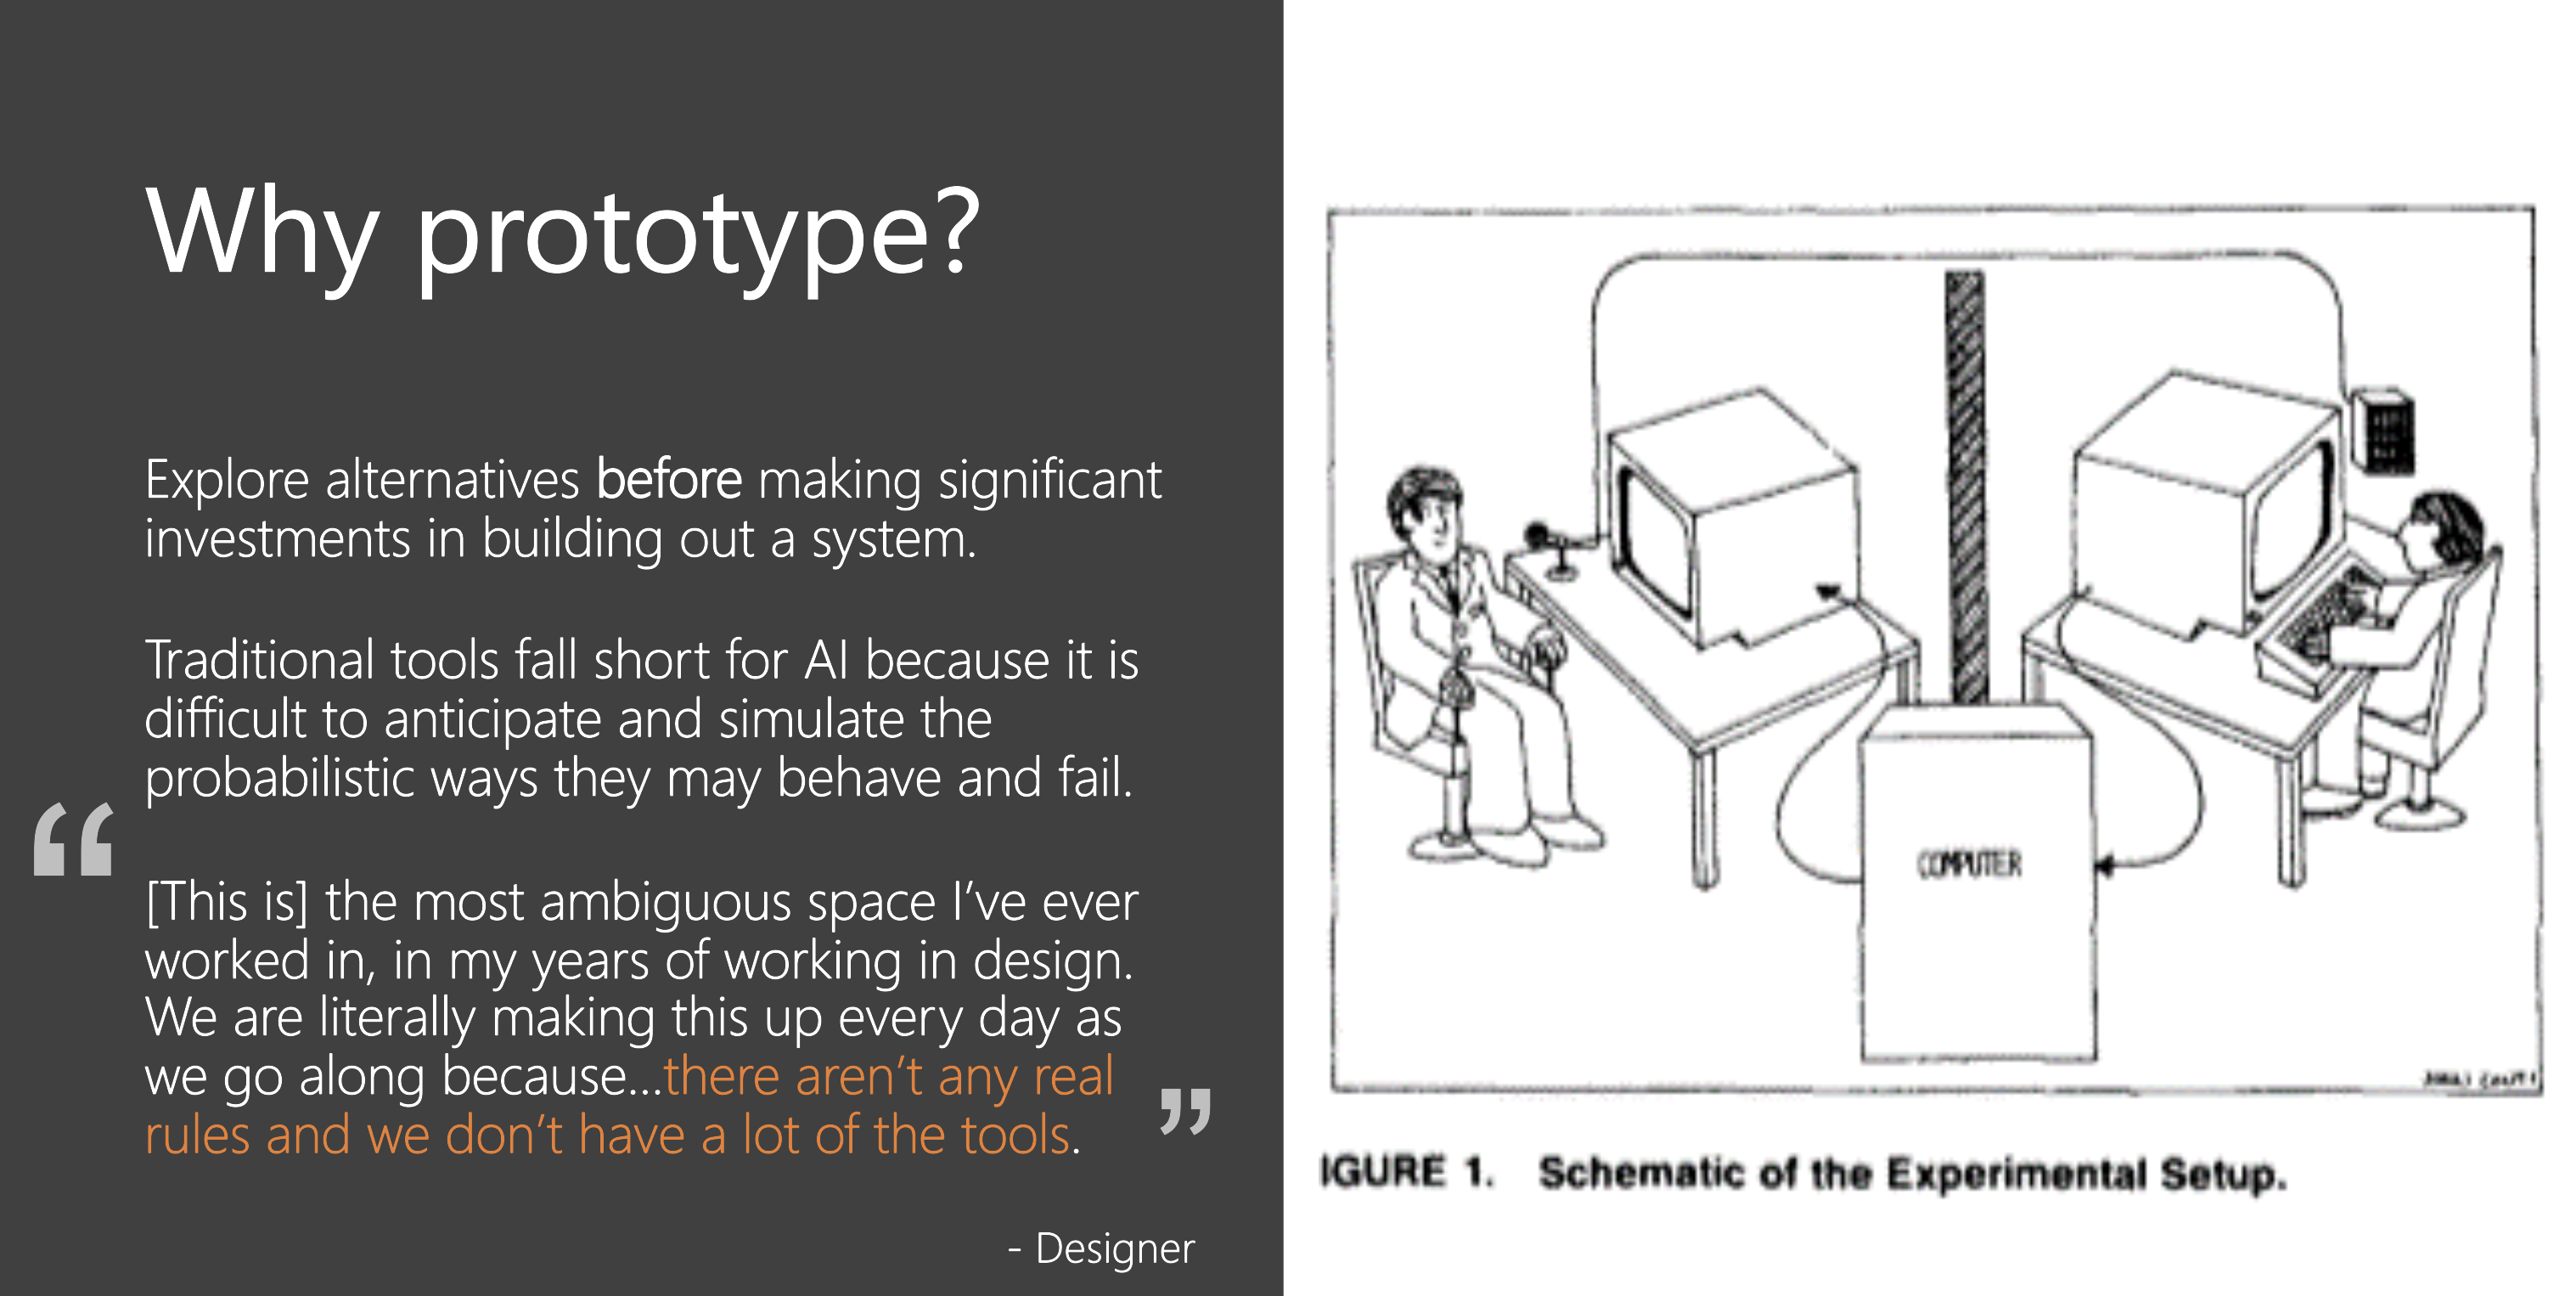 Why prototype?
Explore alternatives before making significant
investments in building out a system.
Traditional tools fall short for AI because it is
difficult to anticipate and simulate the
probabilistic ways they may behave and fail.
“
[This is] the most ambiguous space I’ve ever
worked in, in my years of working in design.
We are literally making this up every day as
we go along because...there aren’t any real
rules and we don’t have a lot of the tools.
”
- Designer
COMPUTER
IGURE 1. Schematic of the Experimental Setup.